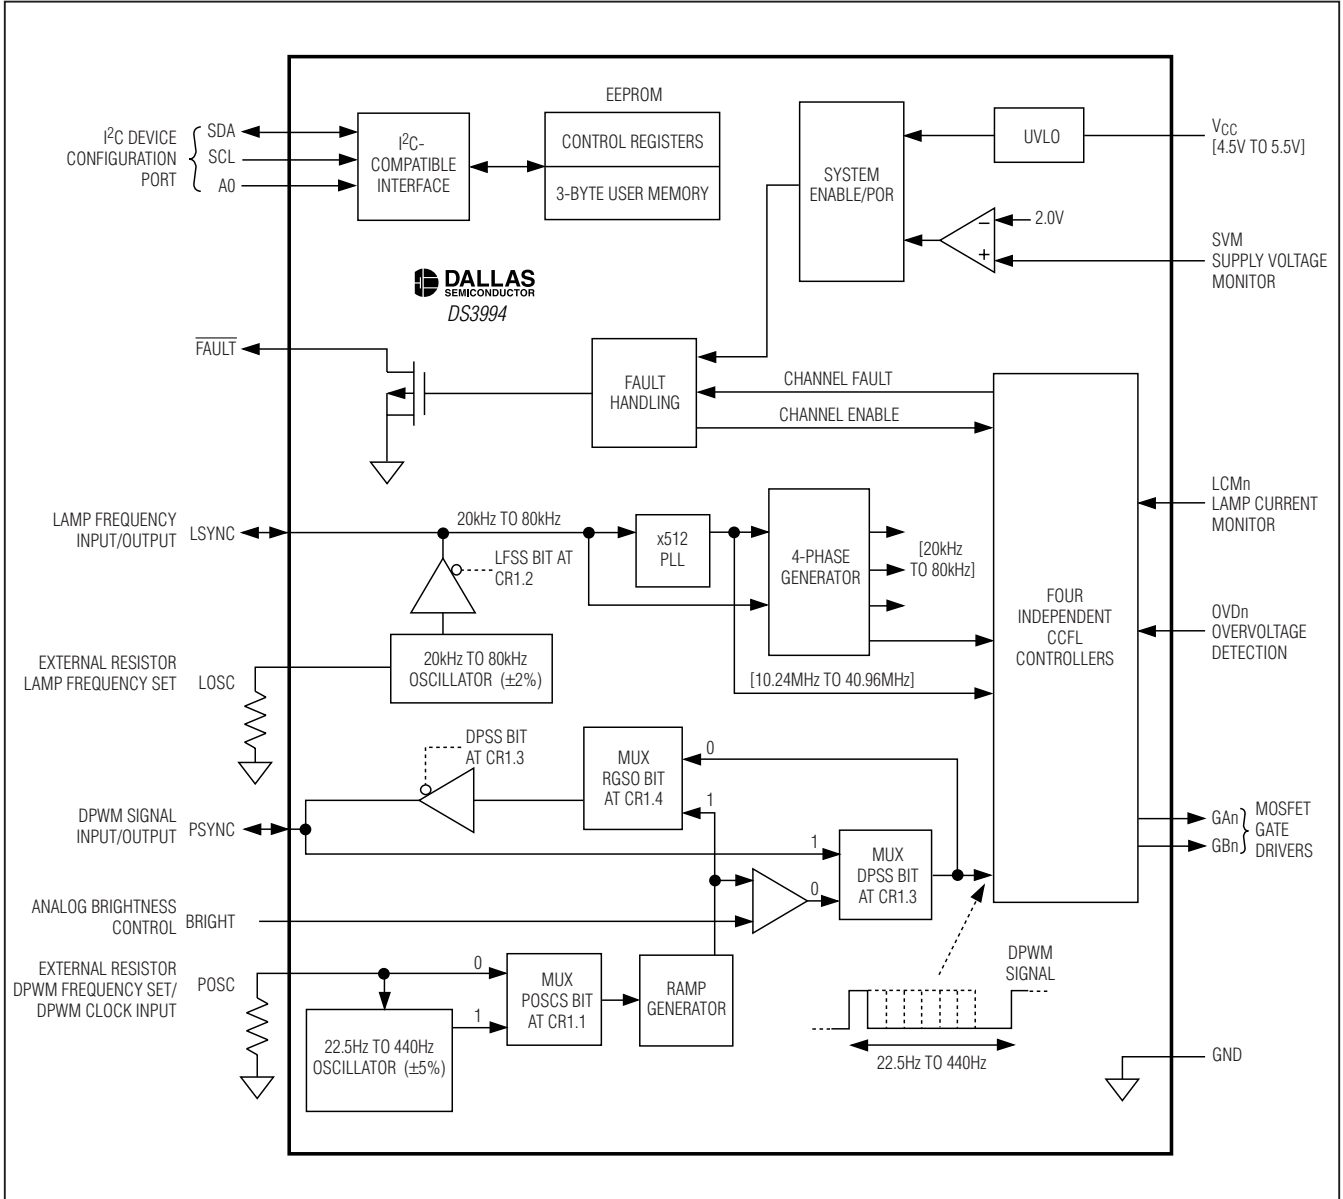 EEPROM
I2C DEVICE
CONFIGURATION
PORT
SDA
SCL
A0
I2C-
COMPATIBLE
INTERFACE
CONTROL REGISTERS
3-BYTE USER MEMORY
SYSTEM
ENABLE/POR
UVLO
VCC
[4.5V TO 5.5V]
2.0V
−
+
SVM
SUPPLY VOLTAGE
MONITOR
DALLAS
SEMICONDUCTOR
DS3994
FAULT
FAULT
HANDLING
CHANNEL FAULT
CHANNEL ENABLE
LCMn
LAMP CURRENT
MONITOR
LAMP FREQUENCY
INPUT/OUTPUT
LSYNC
20kHz TO 80kHz
LFSS BIT AT
CR1.2
x512
PLL
4-PHASE
GENERATOR
[20kHz
TO 80kHz]
FOUR
INDEPENDENT
CCFL
CONTROLLERS
OVDn
OVERVOLTAGE
DETECTION
EXTERNAL RESISTOR
LAMP FREQUENCY SET
LOSC
20kHz TO 80kHz
OSCILLATOR (±2%)
[10.24MHz TO 40.96MHz]
DPSS BIT
AT CR1.3
MUX
RGSO BIT
AT CR1.4
0
1
DPWM SIGNAL
INPUT/OUTPUT
PSYNC
1
0
MUX
DPSS BIT
AT CR1.3
GAn
GBn
MOSFET
GATE
DRIVERS
ANALOG BRIGHTNESS
CONTROL
BRIGHT
EXTERNAL RESISTOR
DPWM FREQUENCY SET/
DPWM CLOCK INPUT
POSC
0
1
MUX
POSCS BIT
AT CR1.1
RAMP
GENERATOR
22.5Hz TO 440Hz
OSCILLATOR (±5%)
DPWM
SIGNAL
22.5Hz TO 440Hz
GND